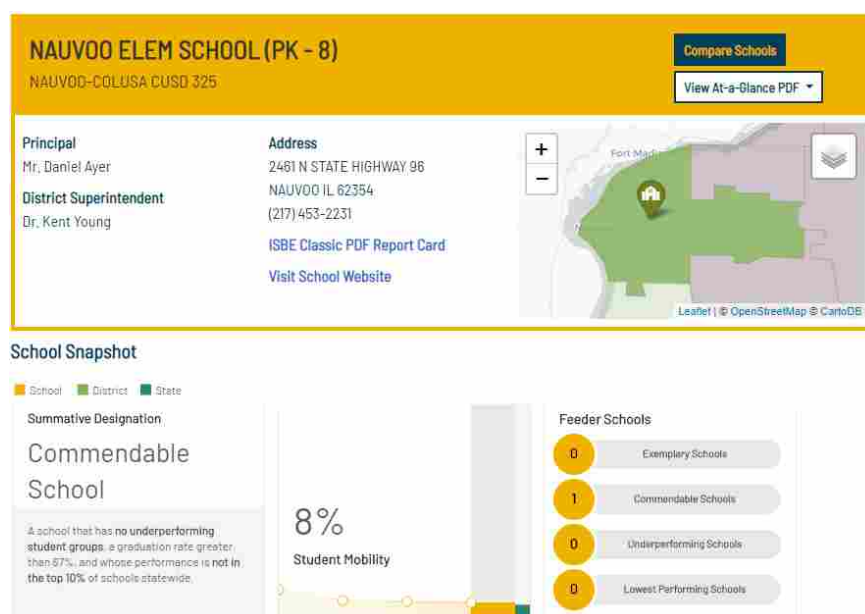 NAUVOO ELEM SCHOOL (PK - 8)
NAUVOO-COLUSA CUSD 325
Compare Schools
View At-a-Glance PDF
Principal
Mr. Daniel Ayer
District Superintendent
Dr. Kent Young
Address
2461 N STATE HIGHWAY 96
NAUVOO IL 62354
(217) 453-2231
ISBE Classic PDF Report Card
Visit School Website
+
−
Leaflet | © OpenStreetMap © CartoDB
School Snapshot
School District State
Summative Designation
Commendable
School
A school that has no underperforming
student groups, a graduation rate greater
than 67%, and whose performance is not in
the top 10% of schools statewide.
8%
Student Mobility
Feeder Schools
0 Exemplary Schools
1 Commendable Schools
0 Underperforming Schools
0 Lowest Performing Schools